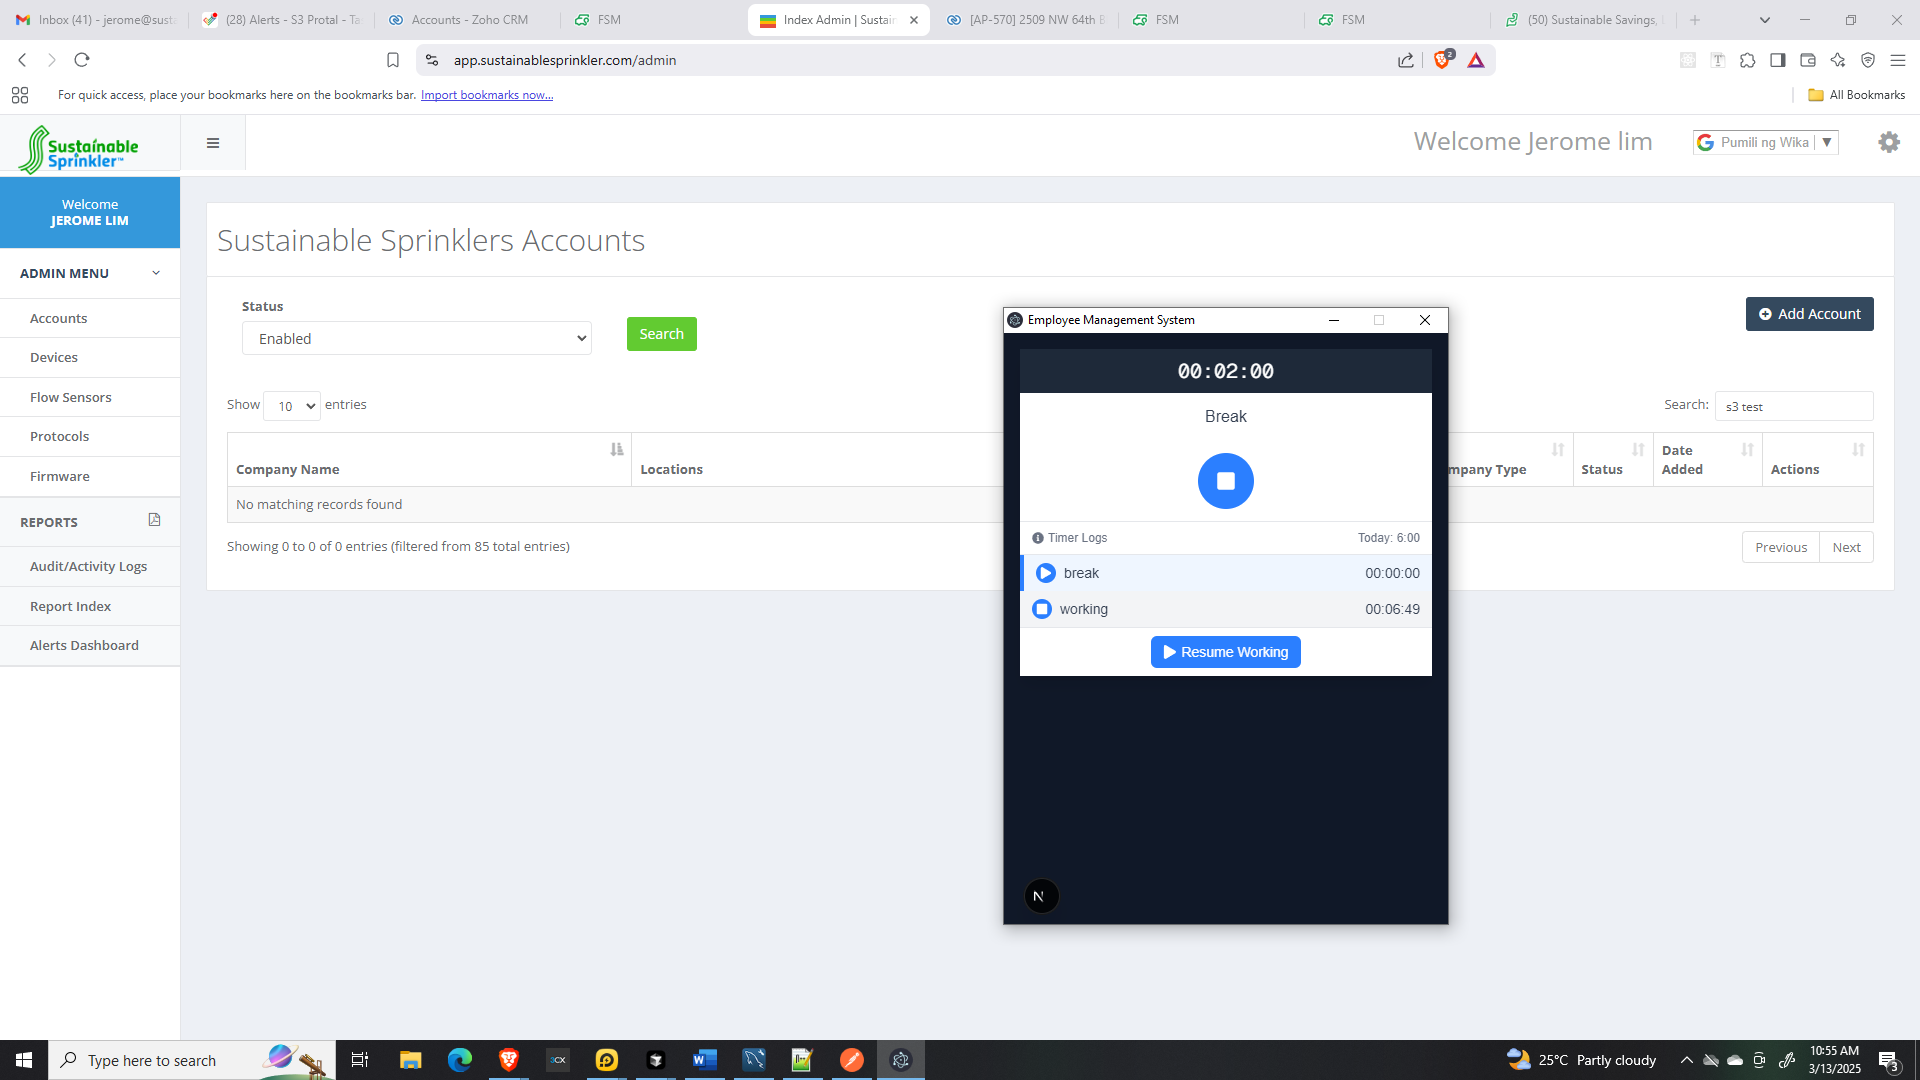 Inbox (41) - jerome@susta
(28) Alerts - S3 Protal - Ta
Accounts - Zoho CRM
FSM
Index Admin | Sustain
[AP-570] 2509 NW 64th B
FSM
FSM
(50) Sustainable Savings,
app.sustainablesprinkler.com/admin
2
For quick access, place your bookmarks here on the bookmarks bar. Import bookmarks now...
All Bookmarks
Sustainable
Sprinkler™
Welcome Jerome lim
Pumili ng Wika
Welcome
JEROME LIM
ADMIN MENU
Accounts
Devices
Flow Sensors
Protocols
Firmware
REPORTS
Audit/Activity Logs
Report Index
Alerts Dashboard
Sustainable Sprinklers Accounts
Status
Enabled
Search
Add Account
Show 10 entries
Search: s3 test
Company Name
Locations
mpany Type
Status
Date
Added
Actions
No matching records found
Showing 0 to 0 of 0 entries (filtered from 85 total entries)
Previous
Next
Employee Management System
00:02:00
Break
Timer Logs
Today: 6:00
break
00:00:00
working
00:06:49
Resume Working
N
Type here to search
3CX
25°C Partly cloudy
10:55 AM
3/13/2025
3